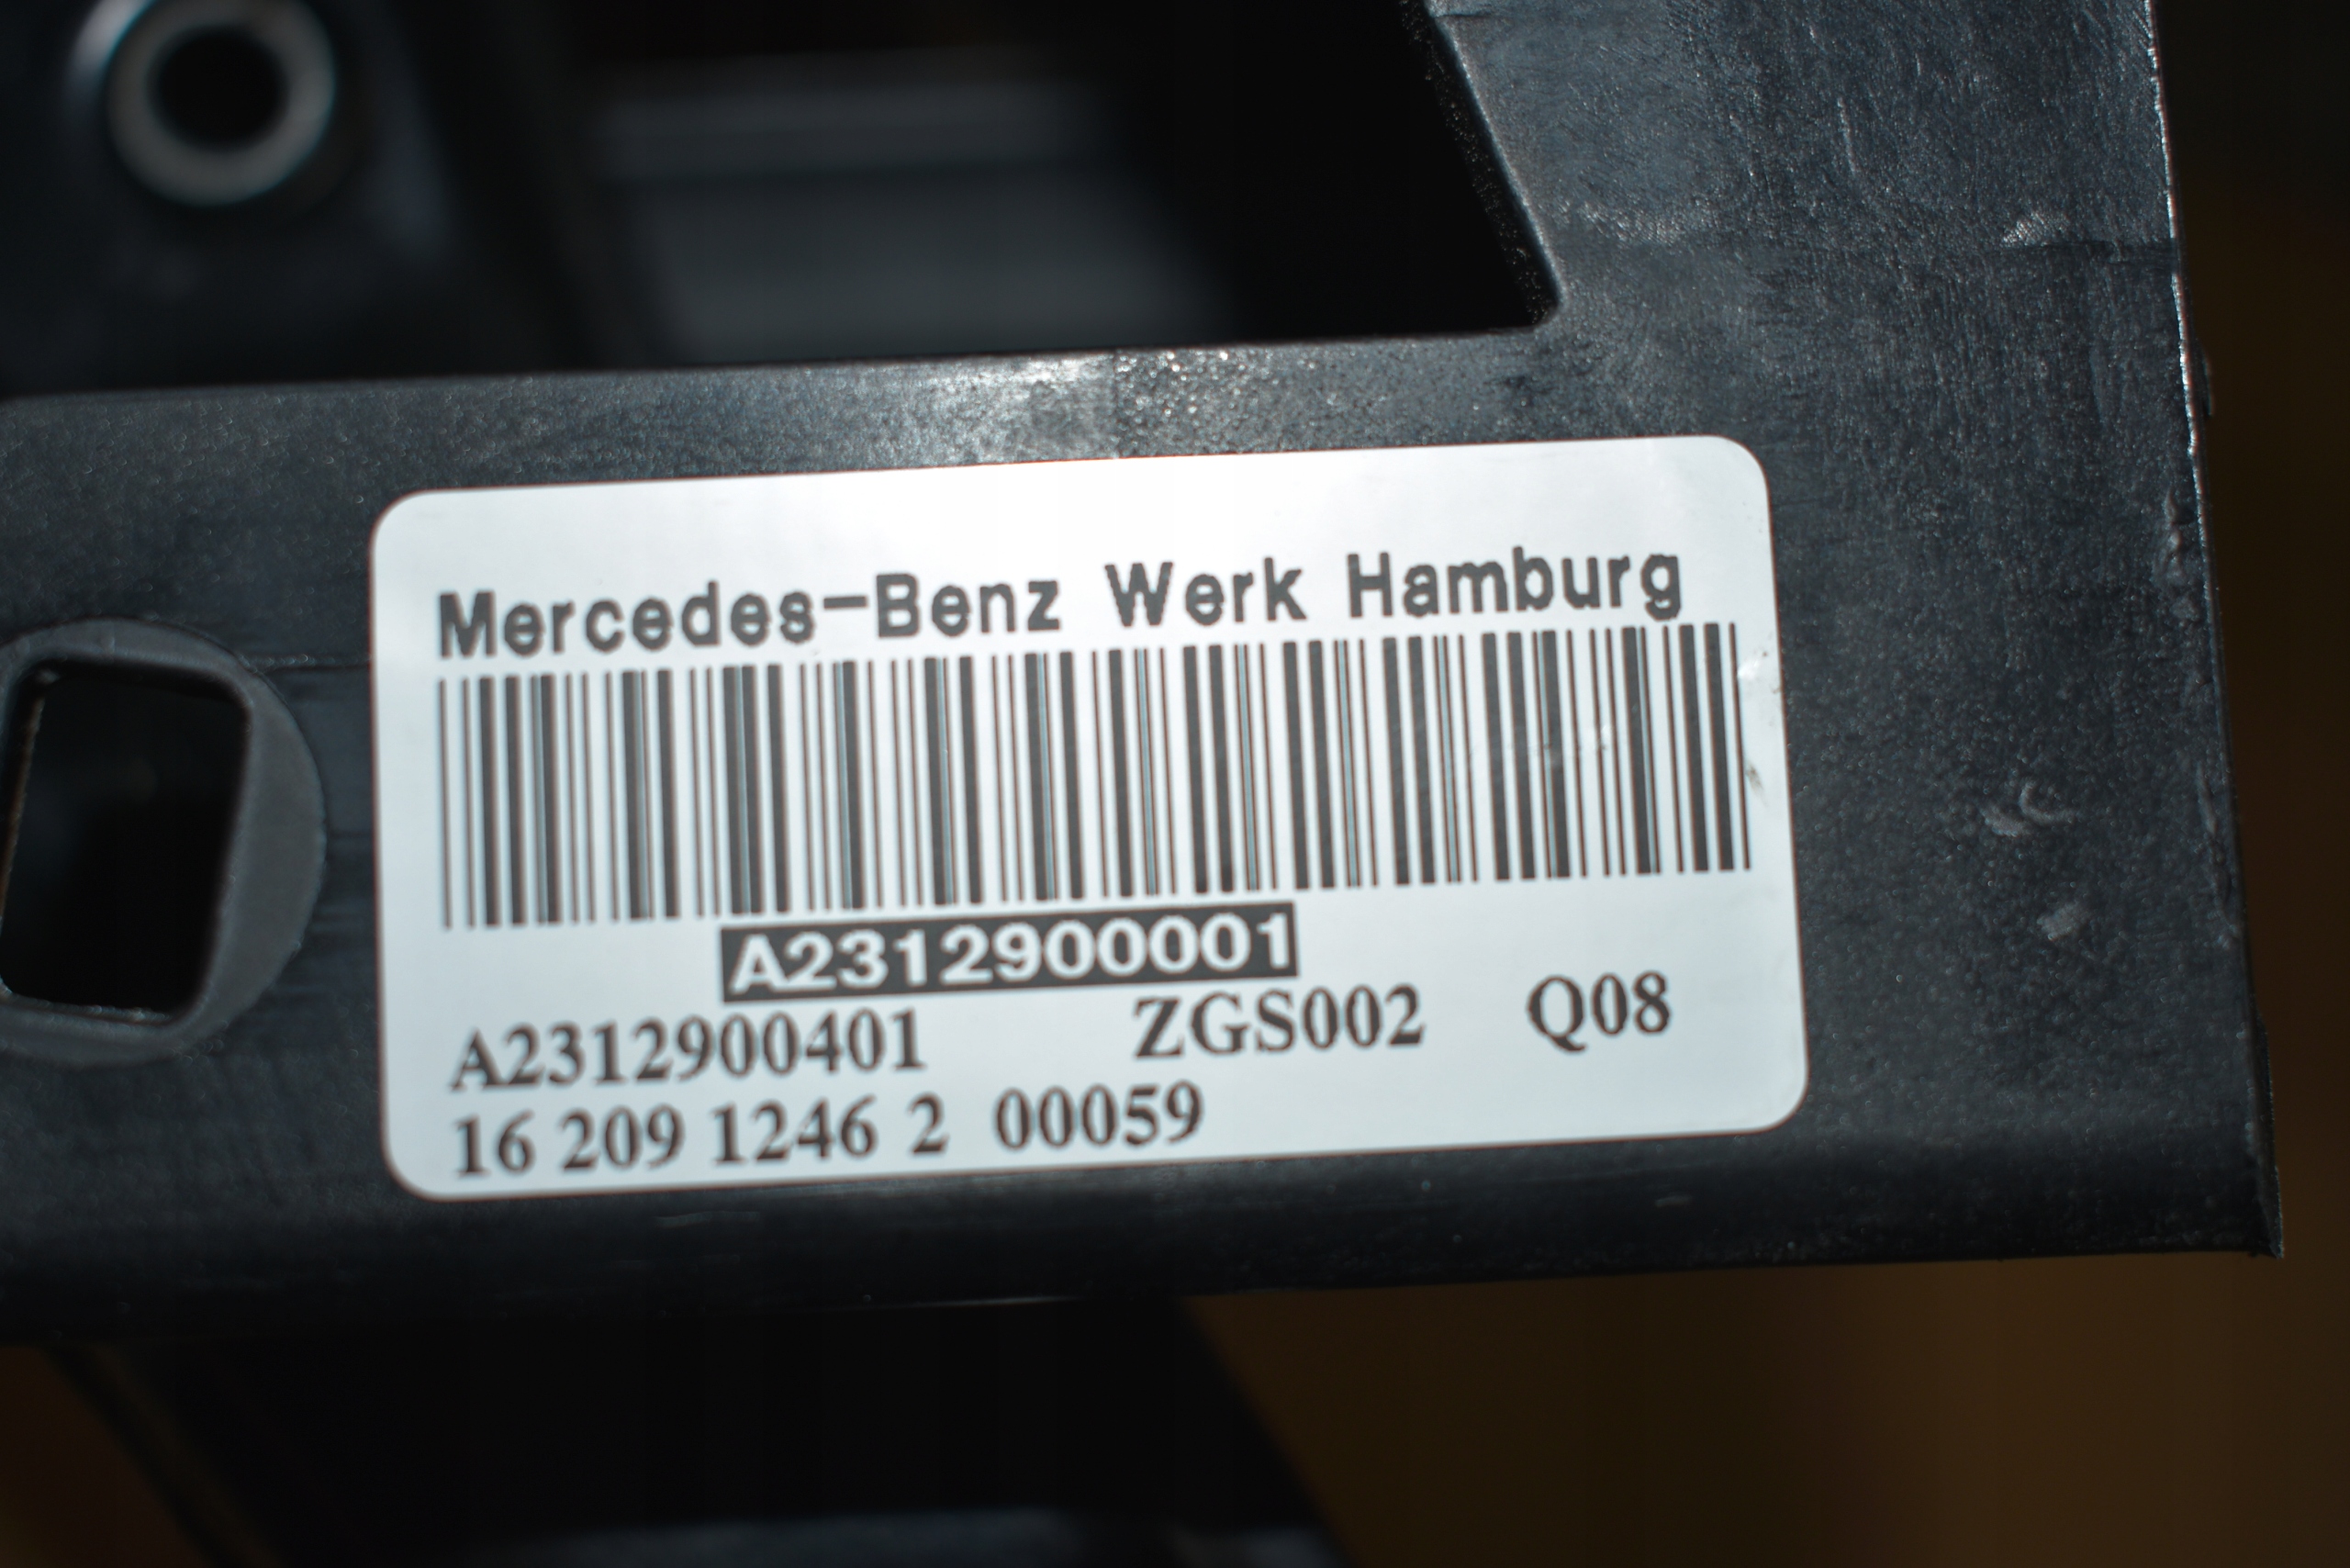 Mercedes-Benz Werk Hamburg
A2312900001
A2312900401 ZGS002 Q08
16 209 1246 2 00059